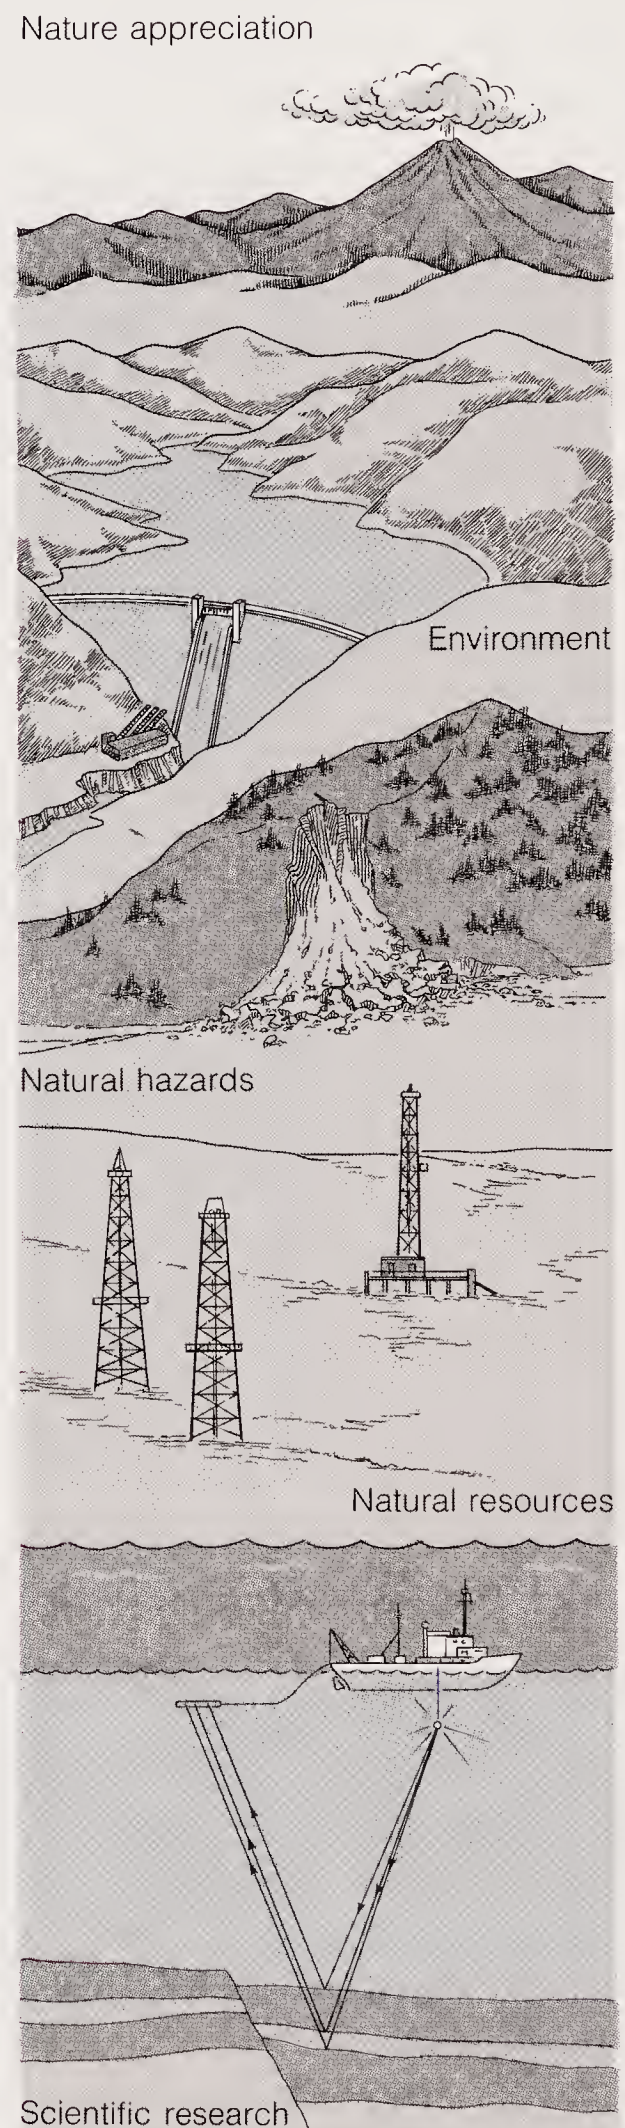 Nature appreciation
Environment
Natural hazards
Natural resources
Scientific research